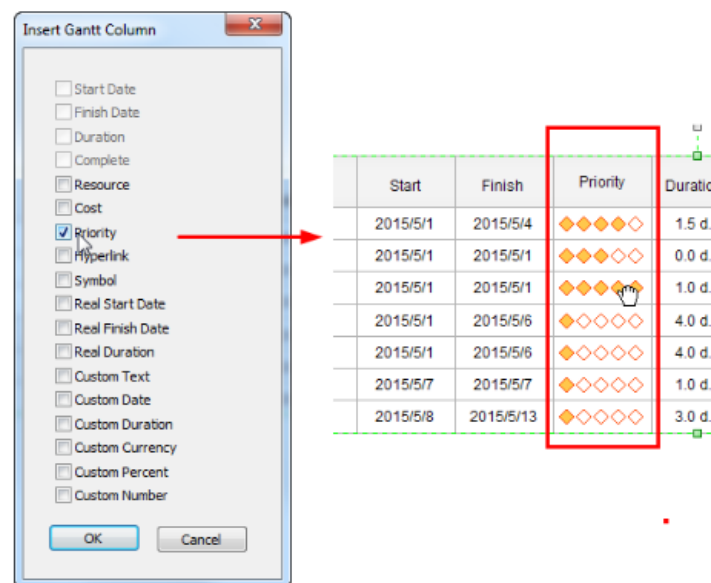 Insert Gantt Column
Start Date
Finish Date
Duration
Complete
Resource
Cost
Priority
Hyperlink
Symbol
Real Start Date
Real Finish Date
Real Duration
Custom Text
Custom Date
Custom Duration
Custom Currency
Custom Percent
Custom Number
OK Cancel
Start Finish Priority Duratio
2015/5/1 2015/5/4 1.5 d.
2015/5/1 2015/5/1 0.0 d.
2015/5/1 2015/5/1 1.0 d.
2015/5/1 2015/5/6 4.0 d.
2015/5/1 2015/5/6 4.0 d.
2015/5/7 2015/5/7 1.0 d.
2015/5/8 2015/5/13 3.0 d.